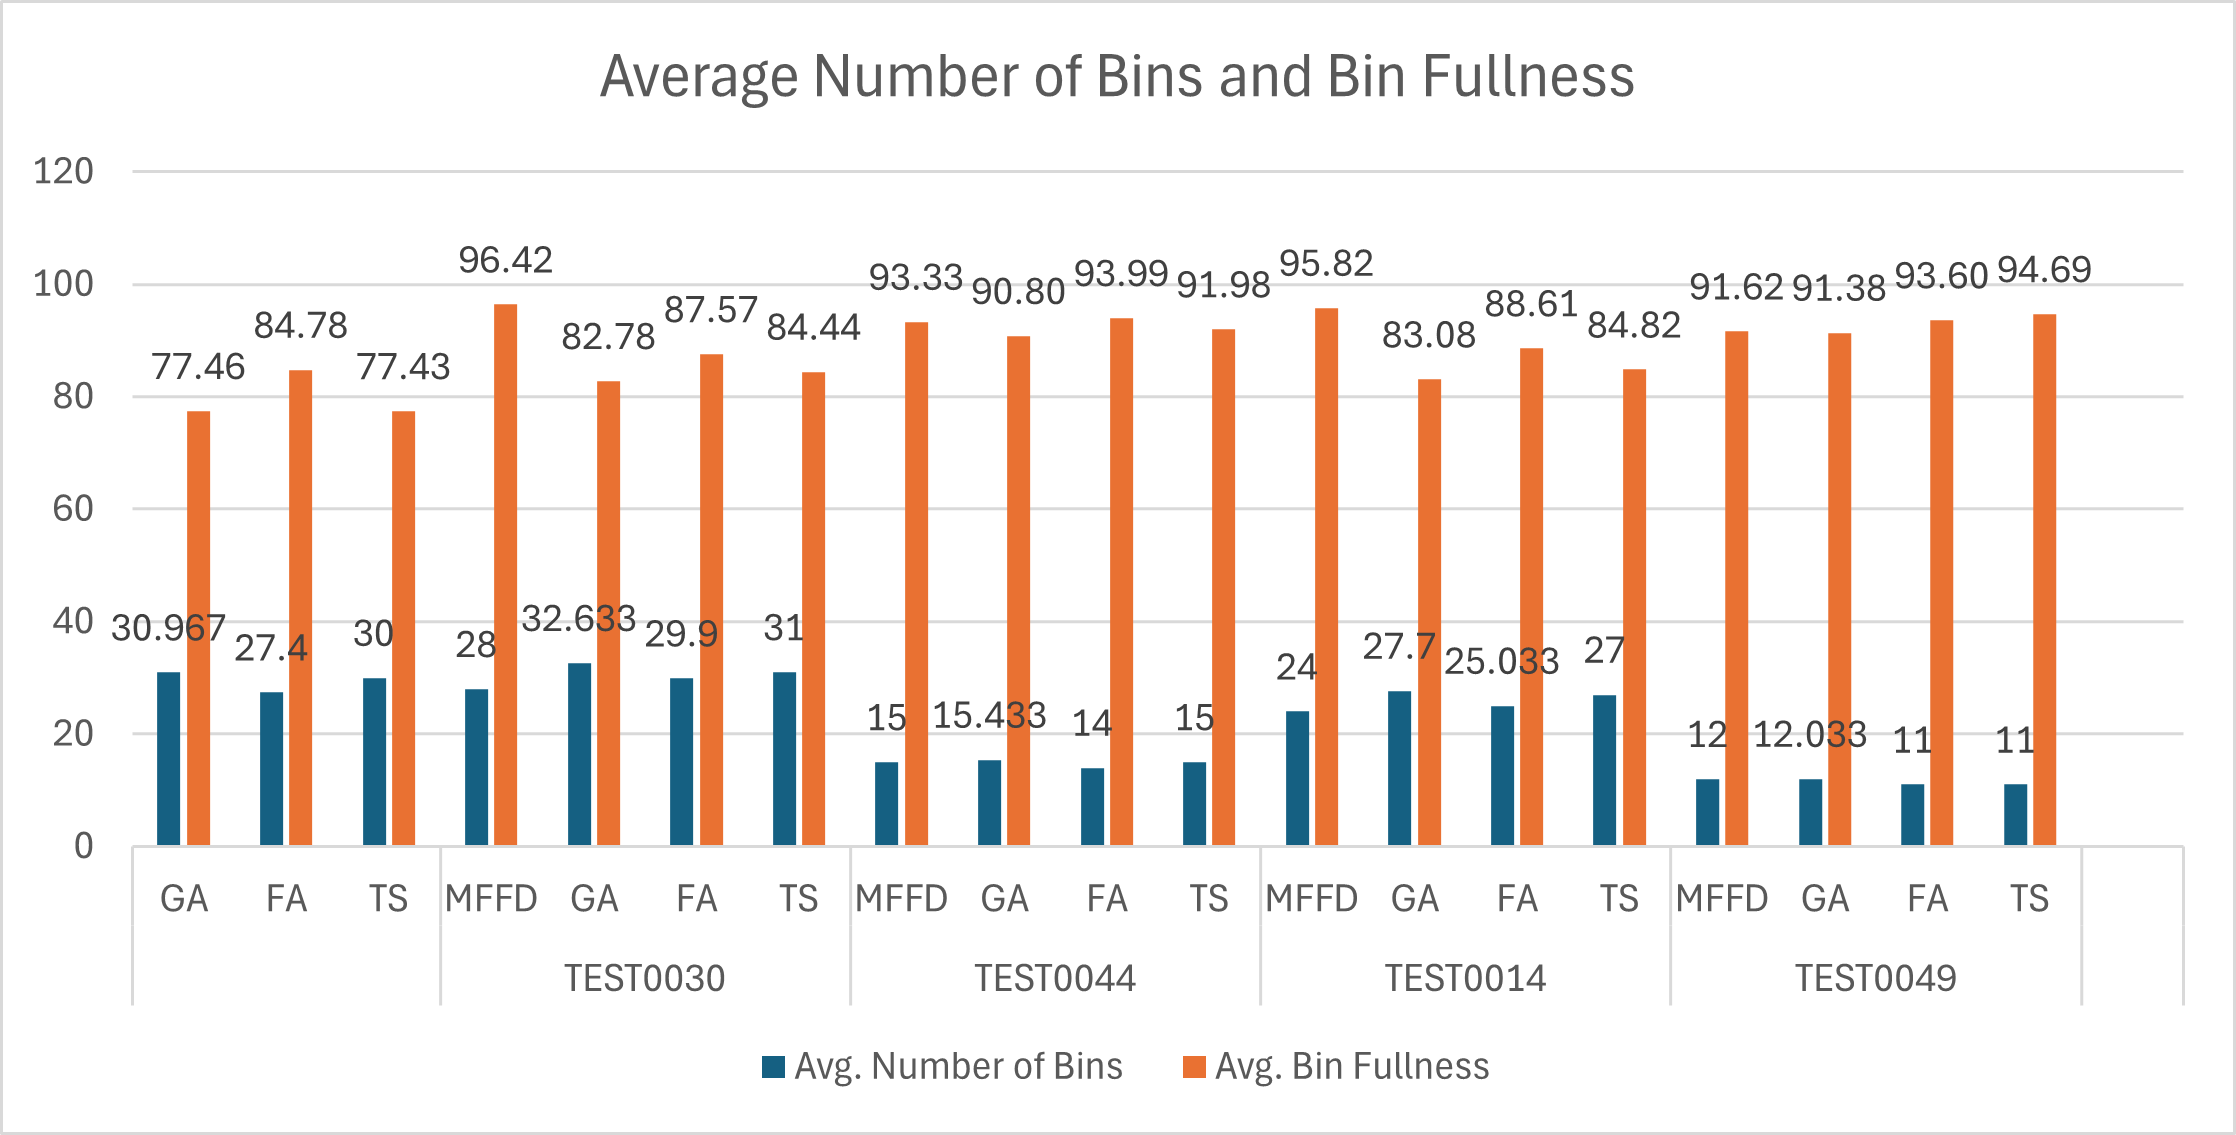 Average Number of Bins and Bin Fullness
120
100
80
60
40
20
0
77.46 84.78 77.43 96.42 82.78 87.57 84.44 93.33 90.80 93.99 91.98 95.82 83.08 88.61 84.82 91.62 91.38 93.60 94.69
30.967 27.4 30 28 32.633 29.9 31 15 15.433 14 15 24 27.7 25.033 27 12 12.033 11 11
GA FA TS MFFD GA FA TS MFFD GA FA TS MFFD GA FA TS MFFD GA FA TS
TEST0030 TEST0044 TEST0014 TEST0049
Avg. Number of Bins Avg. Bin Fullness